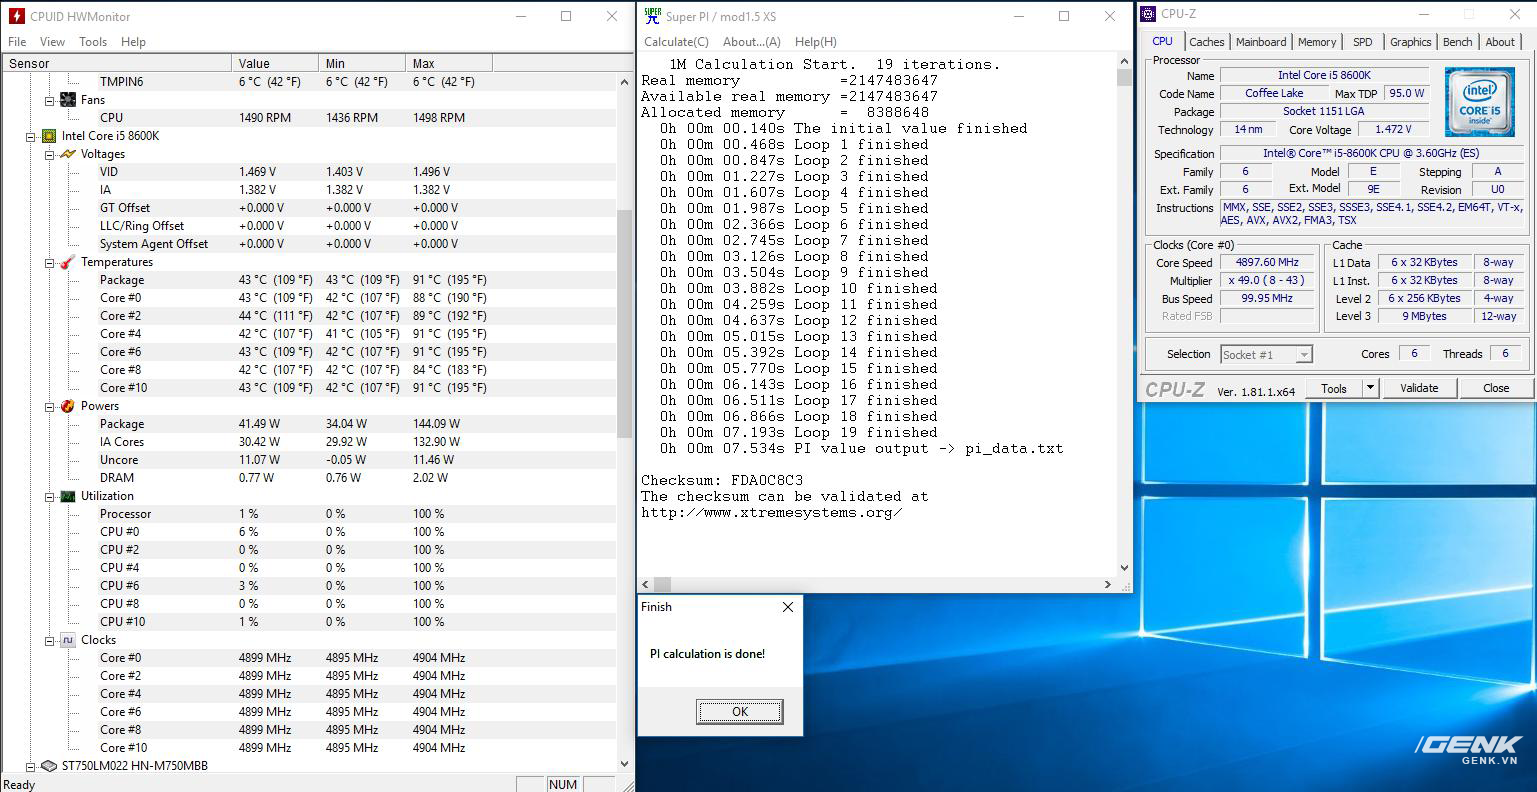 CPUID HWMonitor
File View Tools Help
Sensor Value Min Max
TMPIN6 6 °C (42 °F) 6 °C (42 °F) 6 °C (42 °F)
Fans
CPU 1490 RPM 1436 RPM 1498 RPM
Intel Core i5 8600K
Voltages
VID 1.469 V 1.403 V 1.496 V
IA 1.382 V 1.382 V 1.382 V
GT Offset +0.000 V +0.000 V +0.000 V
LLC/Ring Offset +0.000 V +0.000 V +0.000 V
System Agent Offset +0.000 V +0.000 V +0.000 V
Temperatures
Package 43 °C (109 °F) 43 °C (109 °F) 91 °C (195 °F)
Core #0 43 °C (109 °F) 42 °C (107 °F) 88 °C (190 °F)
Core #2 44 °C (111 °F) 42 °C (107 °F) 89 °C (192 °F)
Core #4 42 °C (107 °F) 41 °C (105 °F) 91 °C (195 °F)
Core #6 43 °C (109 °F) 42 °C (107 °F) 91 °C (195 °F)
Core #8 42 °C (107 °F) 42 °C (107 °F) 84 °C (183 °F)
Core #10 43 °C (109 °F) 42 °C (107 °F) 91 °C (195 °F)
Powers
Package 41.49 W 34.04 W 144.09 W
IA Cores 30.42 W 29.92 W 132.90 W
Uncore 11.07 W -0.05 W 11.46 W
DRAM 0.77 W 0.76 W 2.02 W
Utilization
Processor 1 % 0 % 100 %
CPU #0 6 % 0 % 100 %
CPU #2 0 % 0 % 100 %
CPU #4 0 % 0 % 100 %
CPU #6 3 % 0 % 100 %
CPU #8 0 % 0 % 100 %
CPU #10 1 % 0 % 100 %
Clocks
Core #0 4899 MHz 4895 MHz 4904 MHz
Core #2 4899 MHz 4895 MHz 4904 MHz
Core #4 4899 MHz 4895 MHz 4904 MHz
Core #6 4899 MHz 4895 MHz 4904 MHz
Core #8 4899 MHz 4895 MHz 4904 MHz
Core #10 4899 MHz 4895 MHz 4904 MHz
ST750LM022 HN-M750MBB
Ready NUM
SUPER π
Super PI / mod1.5 XS
Calculate(C) About...(A) Help(H)
1M Calculation Start. 19 iterations.
Real memory =2147483647
Available real memory =2147483647
Allocated memory = 8388648
0h 00m 00.140s The initial value finished
0h 00m 00.468s Loop 1 finished
0h 00m 00.847s Loop 2 finished
0h 00m 01.227s Loop 3 finished
0h 00m 01.607s Loop 4 finished
0h 00m 01.987s Loop 5 finished
0h 00m 02.366s Loop 6 finished
0h 00m 02.745s Loop 7 finished
0h 00m 03.126s Loop 8 finished
0h 00m 03.504s Loop 9 finished
0h 00m 03.882s Loop 10 finished
0h 00m 04.259s Loop 11 finished
0h 00m 04.637s Loop 12 finished
0h 00m 05.015s Loop 13 finished
0h 00m 05.392s Loop 14 finished
0h 00m 05.770s Loop 15 finished
0h 00m 06.143s Loop 16 finished
0h 00m 06.511s Loop 17 finished
0h 00m 06.866s Loop 18 finished
0h 00m 07.193s Loop 19 finished
0h 00m 07.534s PI value output -> pi_data.txt
Checksum: FDA0C8C3
The checksum can be validated at
http://www.xtremesystems.org/
Finish
PI calculation is done!
OK
CPU-Z
CPU Caches Mainboard Memory SPD Graphics Bench About
Processor
Name Intel Core i5 8600K
Code Name Coffee Lake Max TDP 95.0 W
Package Socket 1151 LGA
Technology 14 nm Core Voltage 1.472 V
intel
CORE i5
inside
Specification Intel® Core™ i5-8600K CPU @ 3.60GHz (ES)
Family 6 Model E Stepping A
Ext. Family 6 Ext. Model 9E Revision U0
Instructions MMX, SSE, SSE2, SSE3, SSSE3, SSE4.1, SSE4.2, EM64T, VT-x,
AES, AVX, AVX2, FMA3, TSX
Clocks (Core #0)
Core Speed 4897.60 MHz
Multiplier x 49.0 ( 8 - 43 )
Bus Speed 99.95 MHz
Rated FSB
Cache
L1 Data 6 x 32 KBytes 8-way
L1 Inst. 6 x 32 KBytes 8-way
Level 2 6 x 256 KBytes 4-way
Level 3 9 MBytes 12-way
Selection Socket #1 Cores 6 Threads 6
CPU-Z Ver. 1.81.1.x64 Tools Validate Close
GENK
GENK.VN